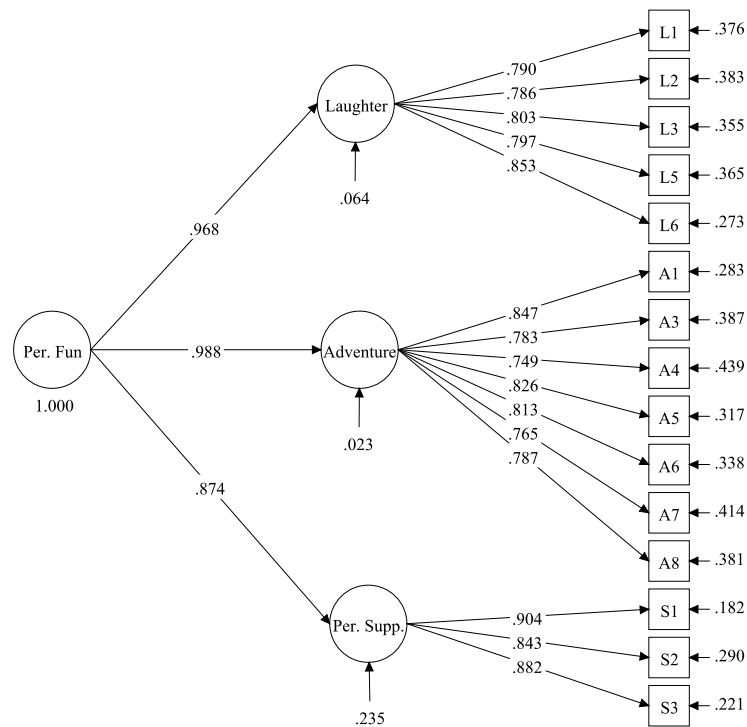 L1
.376
.790
L2
.383
.786
Laughter
L3
.355
.803
.797
L5
.365
.853
.064
L6
.273
.968
A1
.283
.847
A3
.387
.783
Per. Fun
.988
Adventure
.749
A4
.439
.826
1.000
A5
.317
.813
.023
.765
A6
.338
.787
.874
A7
.414
A8
.381
S1
.182
.904
Per. Supp.
.843
S2
.290
.882
S3
.221
.235